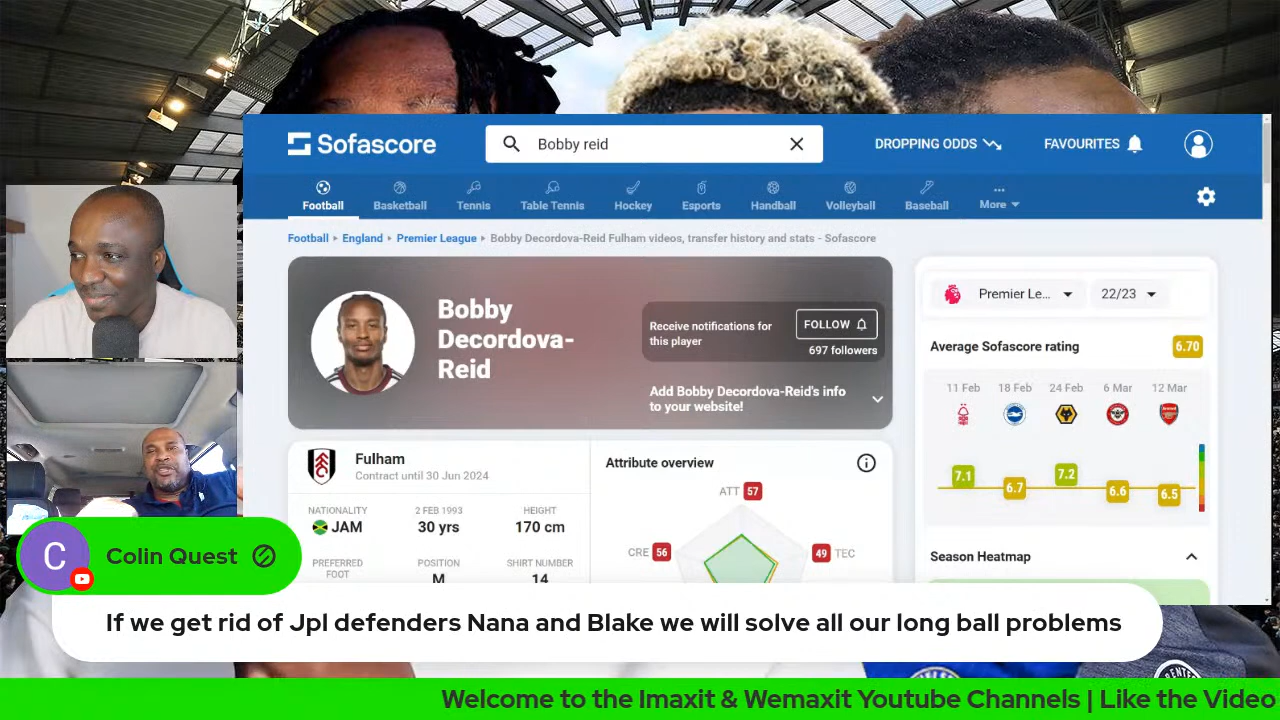 Sofascore
Bobby reid
DROPPING ODDS
FAVOURITES
Football
Basketball
Tennis
Table Tennis
Hockey
Esports
Handball
Volleyball
Baseball
More
Football ▸ England ▸ Premier League ▸ Bobby Decordova-Reid Fulham videos, transfer history and stats - Sofascore
Bobby
Decordova-
Reid
Receive notifications for
this player
FOLLOW
697 followers
Add Bobby Decordova-Reid's info
to your website!
Premier Le...
22/23
Average Sofascore rating
6.70
11 Feb
18 Feb
24 Feb
6 Mar
12 Mar
7.1
6.7
7.2
6.6
6.5
Season Heatmap
Fulham
Contract until 30 Jun 2024
NATIONALITY
JAM
2 FEB 1993
30 yrs
HEIGHT
170 cm
PREFERRED
FOOT
POSITION
M
SHIRT NUMBER
14
Attribute overview
ATT 57
CRE 56
49 TEC
C
Colin Quest
If we get rid of Jpl defenders Nana and Blake we will solve all our long ball problems
Welcome to the Imaxit & Wemaxit Youtube Channels | Like the Video